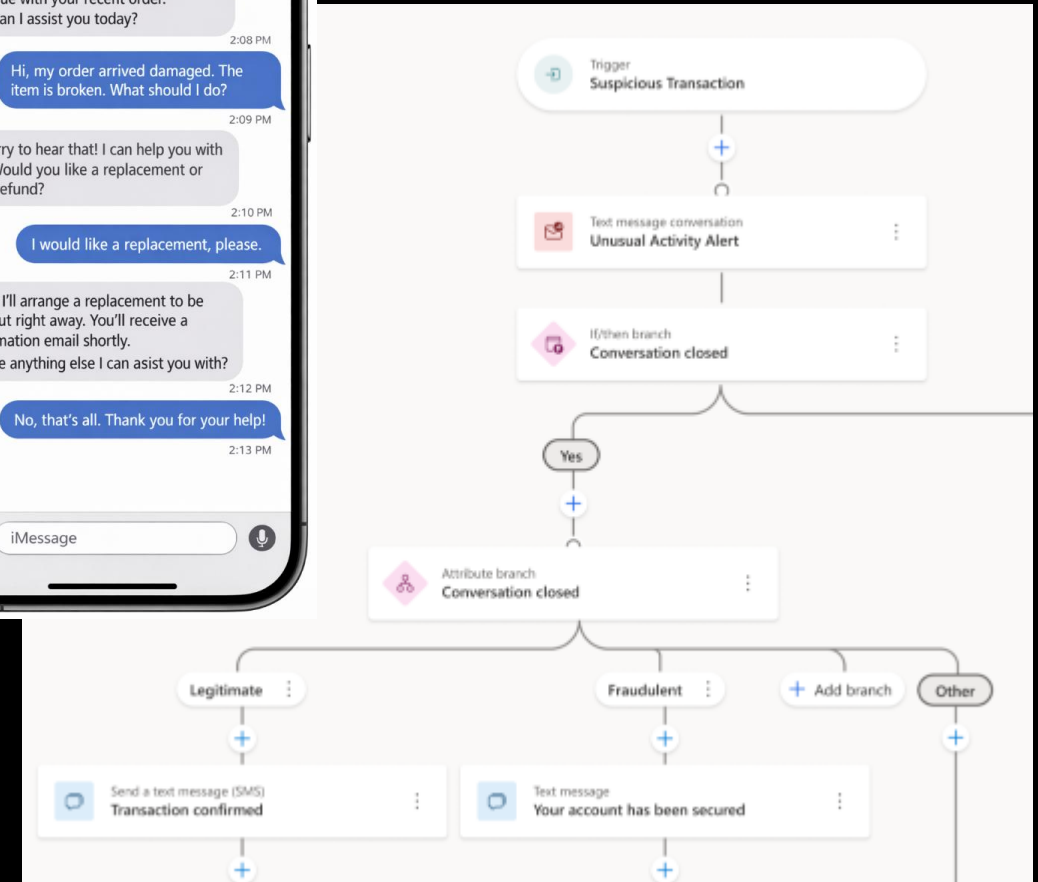 ue with your recent order.
an I assist you today?
2:08 PM
Hi, my order arrived damaged. The
item is broken. What should I do?
2:09 PM
ry to hear that! I can help you with
Would you like a replacement or
efund?
2:10 PM
I would like a replacement, please.
2:11 PM
I'll arrange a replacement to be
ut right away. You'll receive a
mation email shortly.
e anything else I can asist you with?
2:12 PM
No, that's all. Thank you for your help!
2:13 PM
iMessage
Trigger
Suspicious Transaction
Text message conversation
Unusual Activity Alert
If/then branch
Conversation closed
Yes
Attribute branch
Conversation closed
Legitimate
Fraudulent
+ Add branch
Other
Send a text message (SMS)
Transaction confirmed
Text message
Your account has been secured